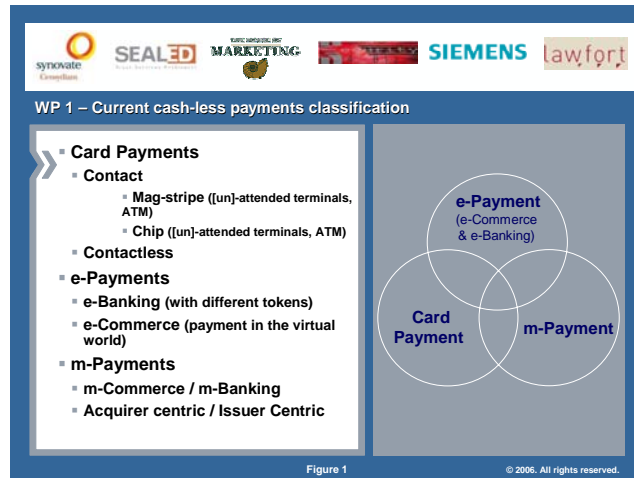 synovate
Censydiam
SEALED
MARKETING
SIEMENS
lawfort
WP 1 – Current cash-less payments classification
Card Payments
Contact
Mag-stripe ([un]-attended terminals,
ATM)
Chip ([un]-attended terminals, ATM)
Contactless
e-Payments
e-Banking (with different tokens)
e-Commerce (payment in the virtual
world)
m-Payments
m-Commerce / m-Banking
Acquirer centric / Issuer Centric
e-Payment
(e-Commerce
& e-Banking)
Card
Payment
m-Payment
Figure 1
© 2006. All rights reserved.